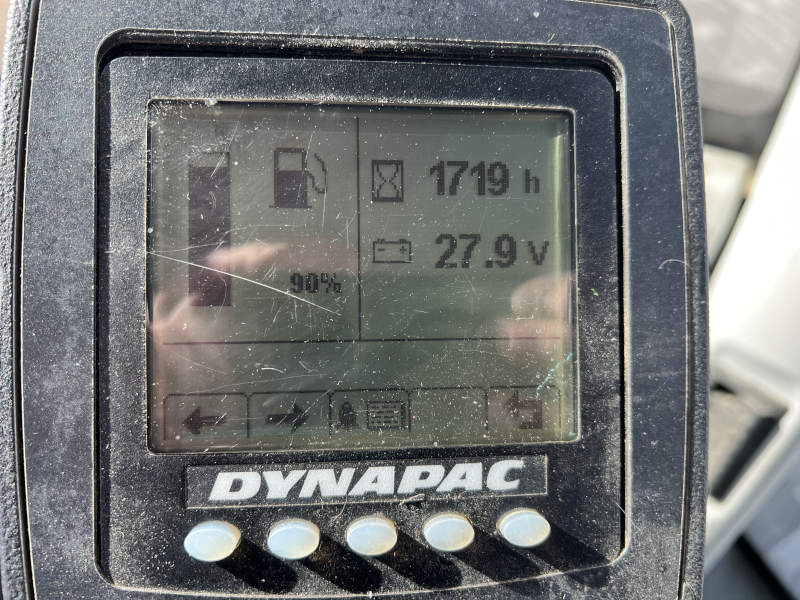 1719 h
27.9 V
90%
DYNAPAC